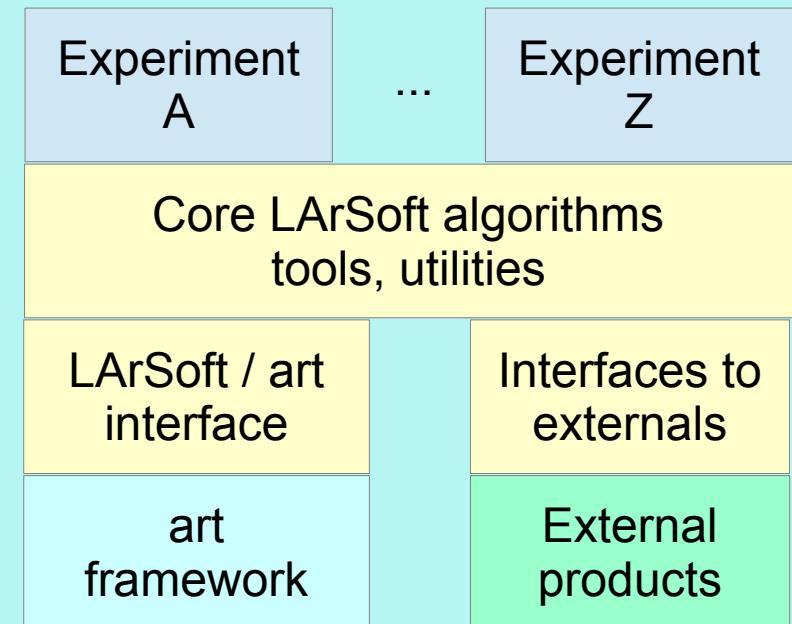 Experiment
A
...
Experiment
Z
Core LArSoft algorithms
tools, utilities
LArSoft / art
interface
Interfaces to
externals
art
framework
External
products